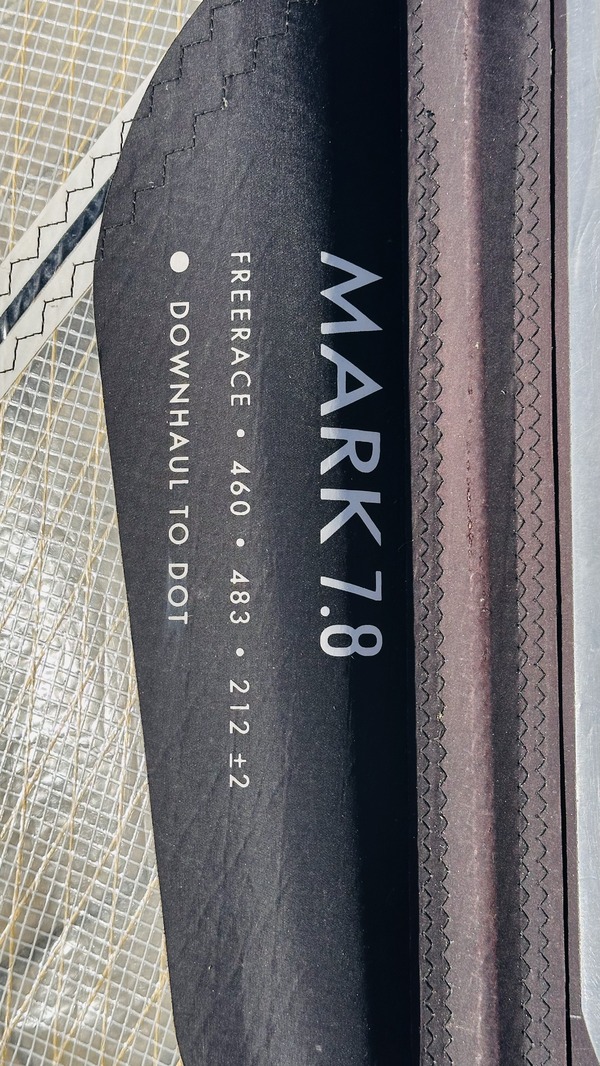 MARK 7.8
FREERACE • 460 • 483 • 212 ±2
● DOWNHAUL TO DOT